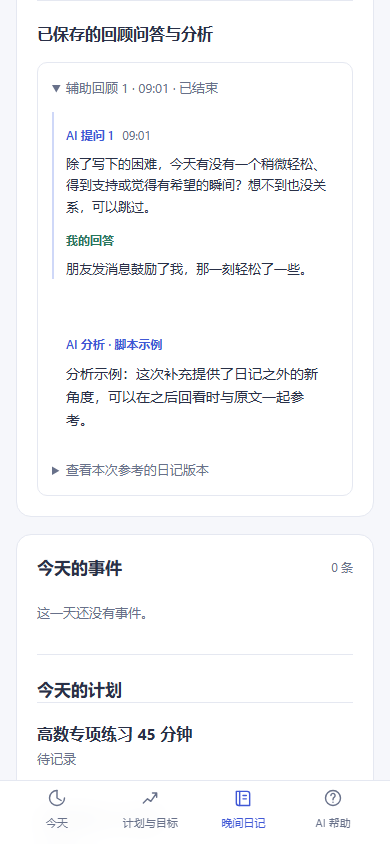 已保存的回顾问答与分析
▼ 辅助回顾 1 · 09:01 · 已结束
AI 提问 1 09:01
除了写下的困难，今天有没有一个稍微轻松、
得到支持或觉得有希望的瞬间？想不到也没关
系，可以跳过。
我的回答
朋友发消息鼓励了我，那一刻轻松了一些。
AI 分析 · 脚本示例
分析示例：这次补充提供了日记之外的新
角度，可以在之后回看时与原文一起参
考。
▶ 查看本次参考的日记版本
今天的事件 0 条
这一天还没有事件。
今天的计划
高数专项练习 45 分钟
待记录
今天 计划与目标 晚间日记 AI 帮助